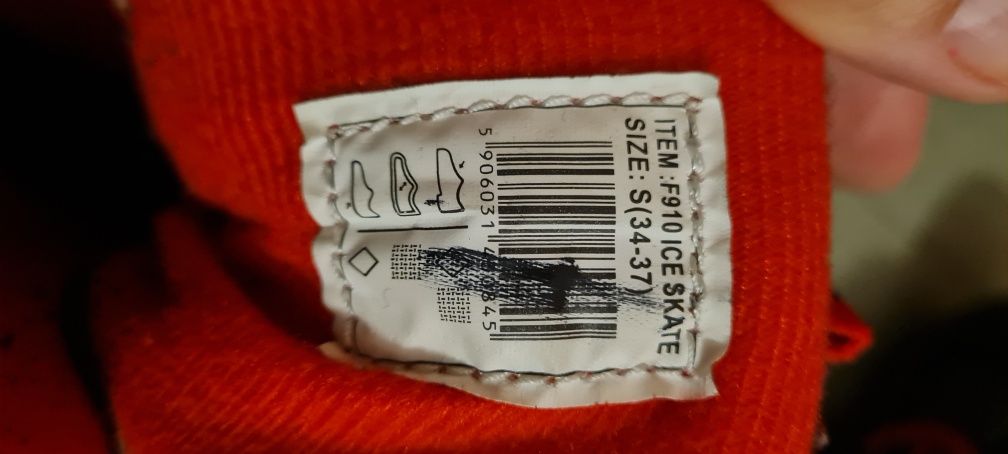 ITEM :F910 ICE SKATE
SIZE: S(34-37)
5 906031
845